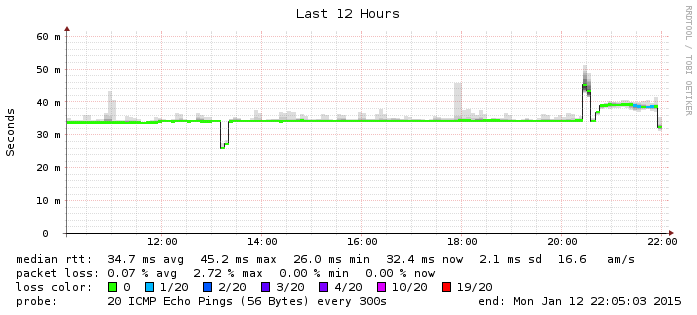 Last 12 Hours
RRDTOOL / TOBI OETIKER
Seconds
60 m
50 m
40 m
30 m
20 m
10 m
0
12:00 14:00 16:00 18:00 20:00 22:00
median rtt: 34.7 ms avg 45.2 ms max 26.0 ms min 32.4 ms now 2.1 ms sd 16.6 am/s
packet loss: 0.07 % avg 2.72 % max 0.00 % min 0.00 % now
loss color: 0 1/20 2/20 3/20 4/20 10/20 19/20
probe: 20 ICMP Echo Pings (56 Bytes) every 300s end: Mon Jan 12 22:05:03 2015